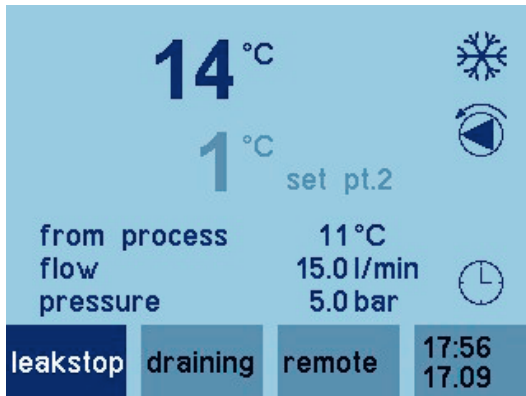 14 °C
1 °C set pt.2
from process 11°C
flow 15.0 l/min
pressure 5.0 bar
leakstop draining remote 17:56
17.09